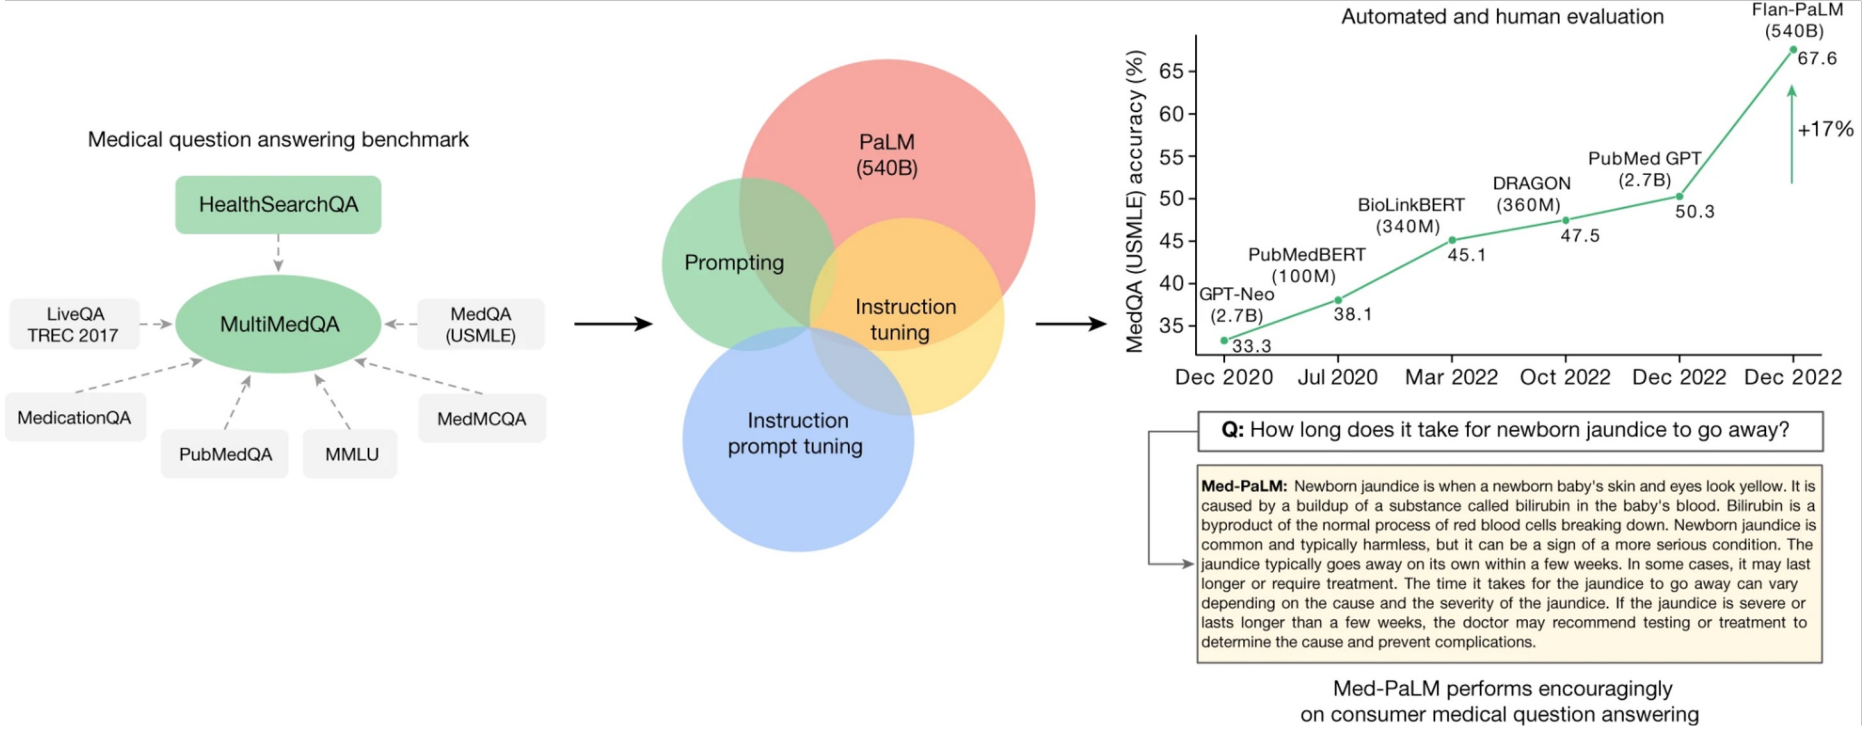 Medical question answering benchmark
HealthSearchQA
LiveQA
TREC 2017
MultiMedQA
MedQA
(USMLE)
MedicationQA
PubMedQA
MMLU
MedMCQA
PaLM
(540B)
Prompting
Instruction
tuning
Instruction
prompt tuning
Automated and human evaluation
MedQA (USMLE) accuracy (%)
65
60
55
50
45
40
35
GPT-Neo
(2.7B)
33.3
PubMedBERT
(100M)
38.1
BioLinkBERT
(340M)
45.1
DRAGON
(360M)
47.5
PubMed GPT
(2.7B)
50.3
Flan-PaLM
(540B)
67.6
+17%
Dec 2020 Jul 2020 Mar 2022 Oct 2022 Dec 2022 Dec 2022
Q: How long does it take for newborn jaundice to go away?
Med-PaLM: Newborn jaundice is when a newborn baby's skin and eyes look yellow. It is
caused by a buildup of a substance called bilirubin in the baby's blood. Bilirubin is a
byproduct of the normal process of red blood cells breaking down. Newborn jaundice is
common and typically harmless, but it can be a sign of a more serious condition. The
jaundice typically goes away on its own within a few weeks. In some cases, it may last
longer or require treatment. The time it takes for the jaundice to go away can vary
depending on the cause and the severity of the jaundice. If the jaundice is severe or
lasts longer than a few weeks, the doctor may recommend testing or treatment to
determine the cause and prevent complications.
Med-PaLM performs encouragingly
on consumer medical question answering